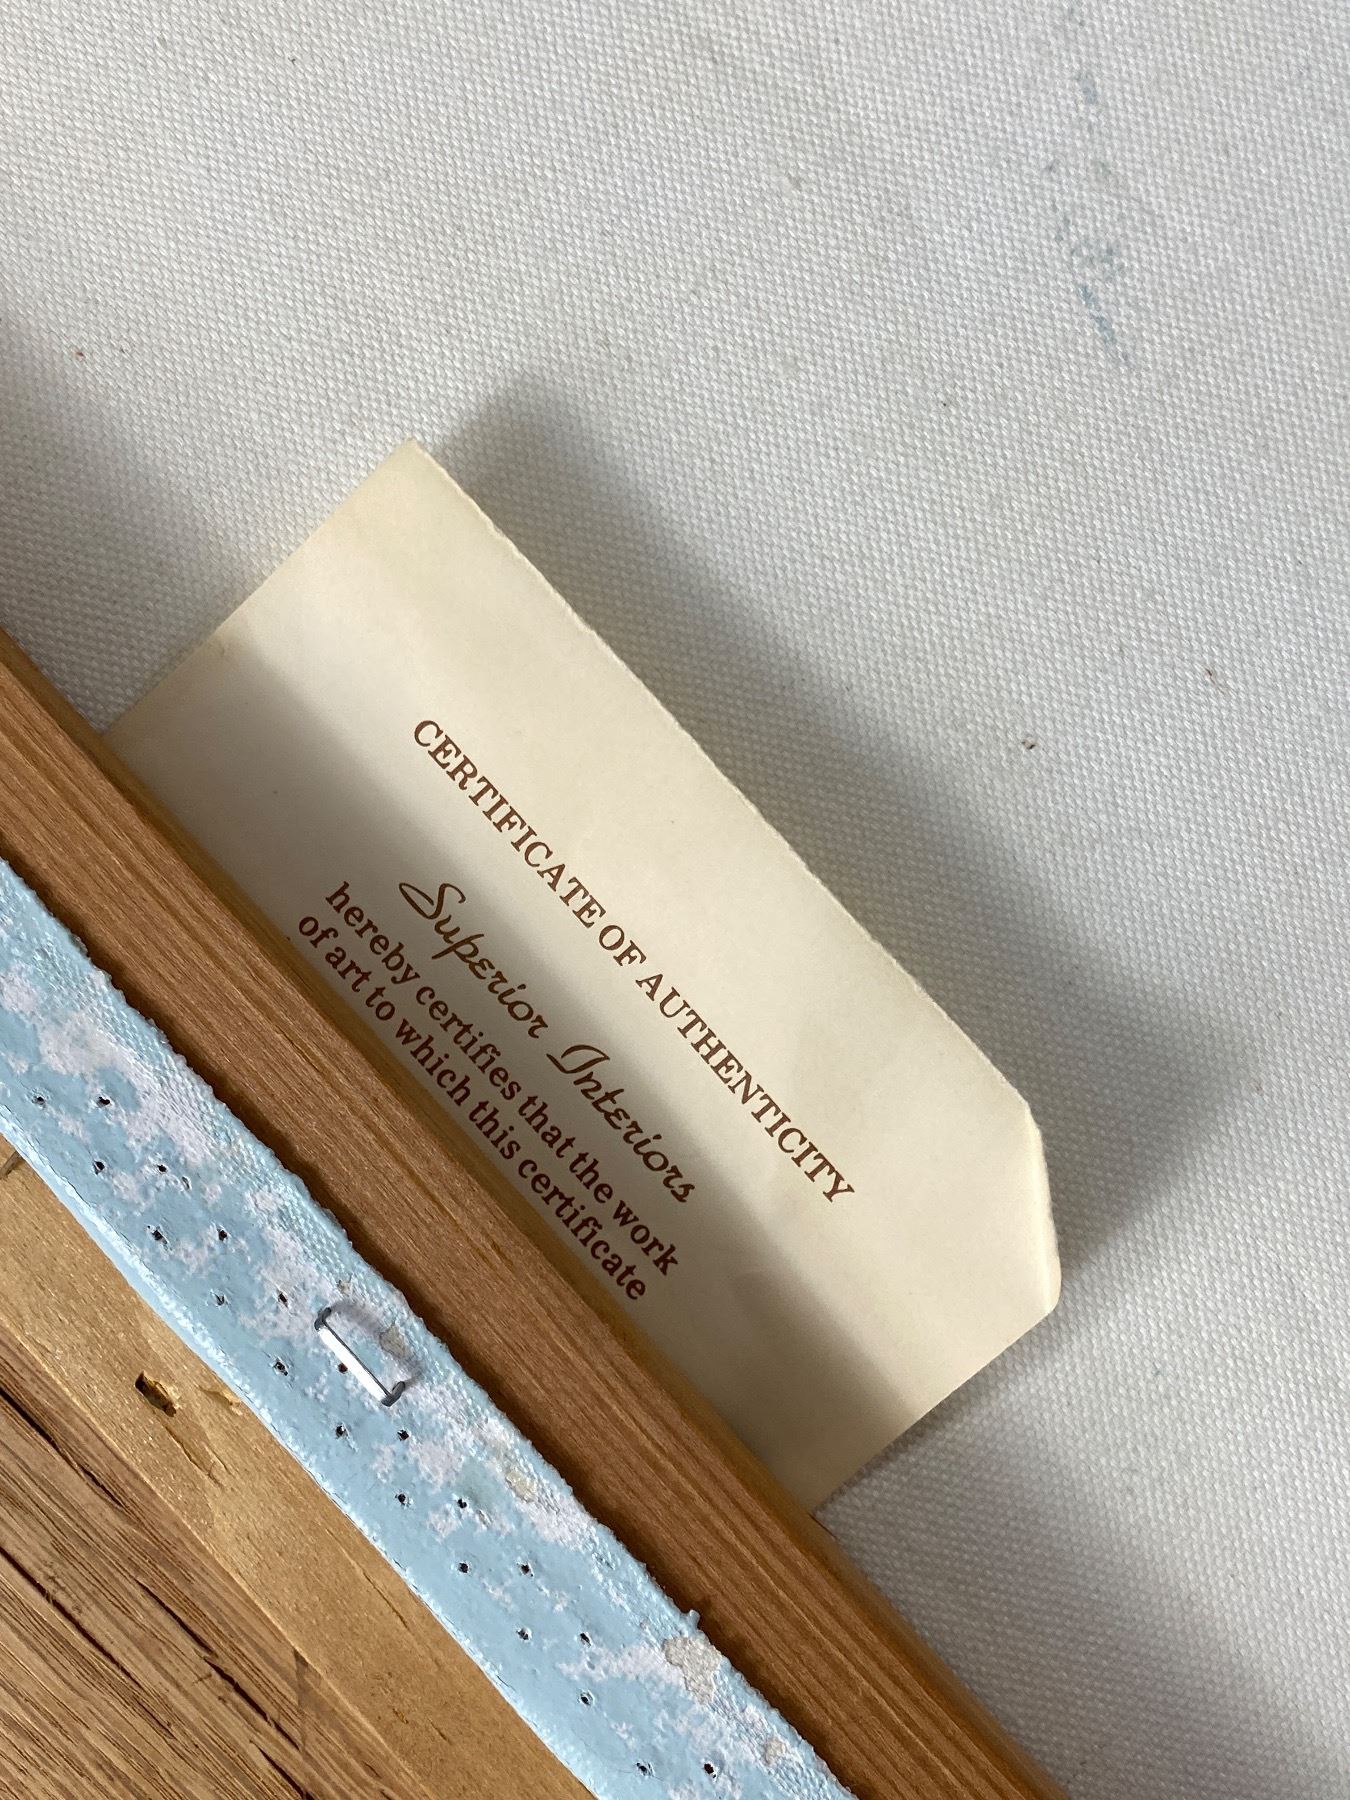 CERTIFICATE OF AUTHENTICITY
Superior Interiors
hereby certifies that the work
of art to which this certificate